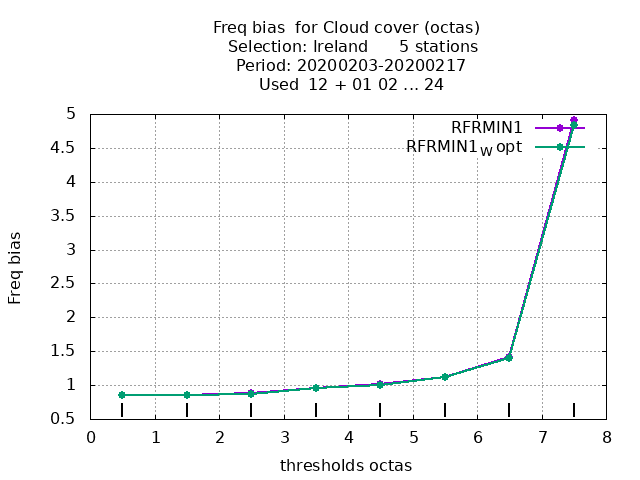 Freq bias  for Cloud cover (octas)
Selection: Ireland      5 stations
Period: 20200203-20200217
Used  12 + 01 02 ... 24
RFRMIN1
RFRMIN1W opt
Freq bias
5
4.5
4
3.5
3
2.5
2
1.5
1
0.5
0 1 2 3 4 5 6 7 8
thresholds octas